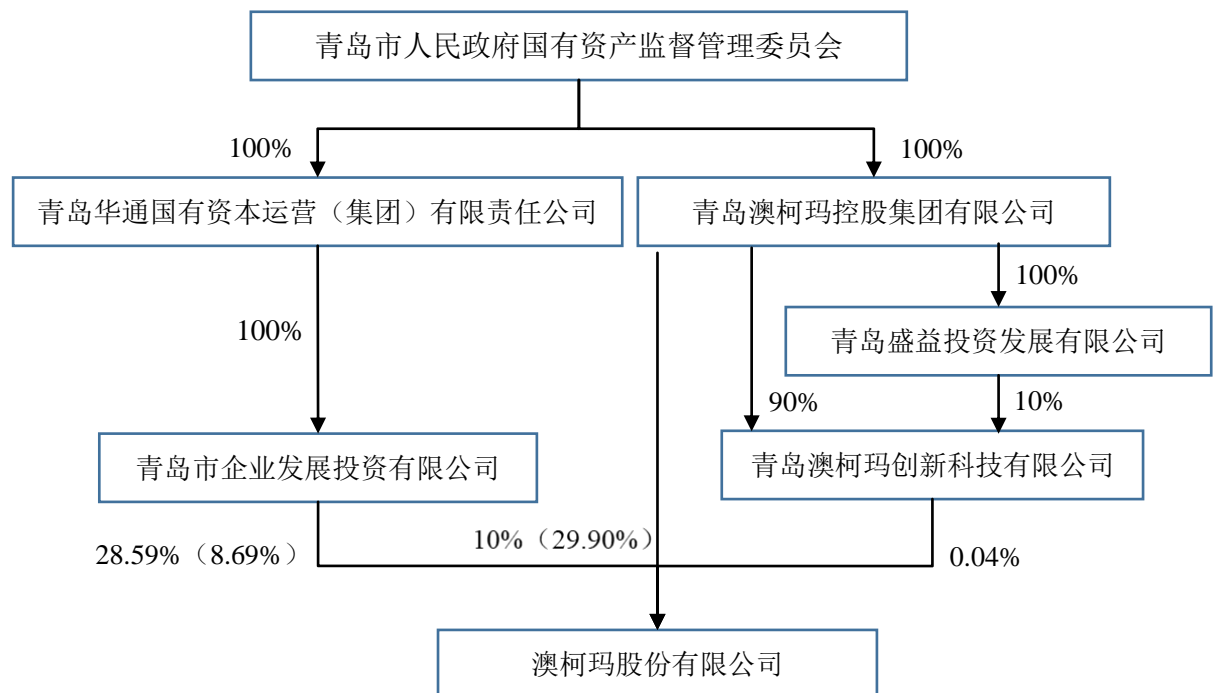 青岛市人民政府国有资产监督管理委员会
100%
100%
青岛华通国有资本运营（集团）有限责任公司
青岛澳柯玛控股集团有限公司
100%
100%
青岛盛益投资发展有限公司
90%
10%
青岛市企业发展投资有限公司
青岛澳柯玛创新科技有限公司
28.59%（8.69%）
10%（29.90%）
0.04%
澳柯玛股份有限公司